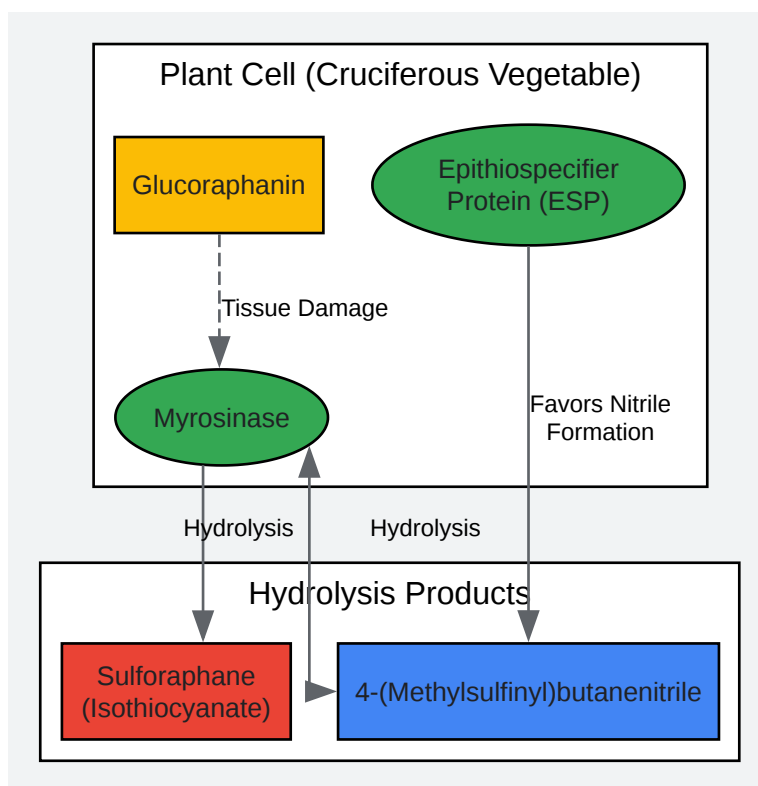 Plant Cell (Cruciferous Vegetable)
Glucoraphanin
Epithiospecifier
Protein (ESP)
Tissue Damage
Myrosinase
Favors Nitrile
Formation
Hydrolysis
Hydrolysis
Hydrolysis Products
Sulforaphane
(Isothiocyanate)
4-(Methylsulfinyl)butanenitrile